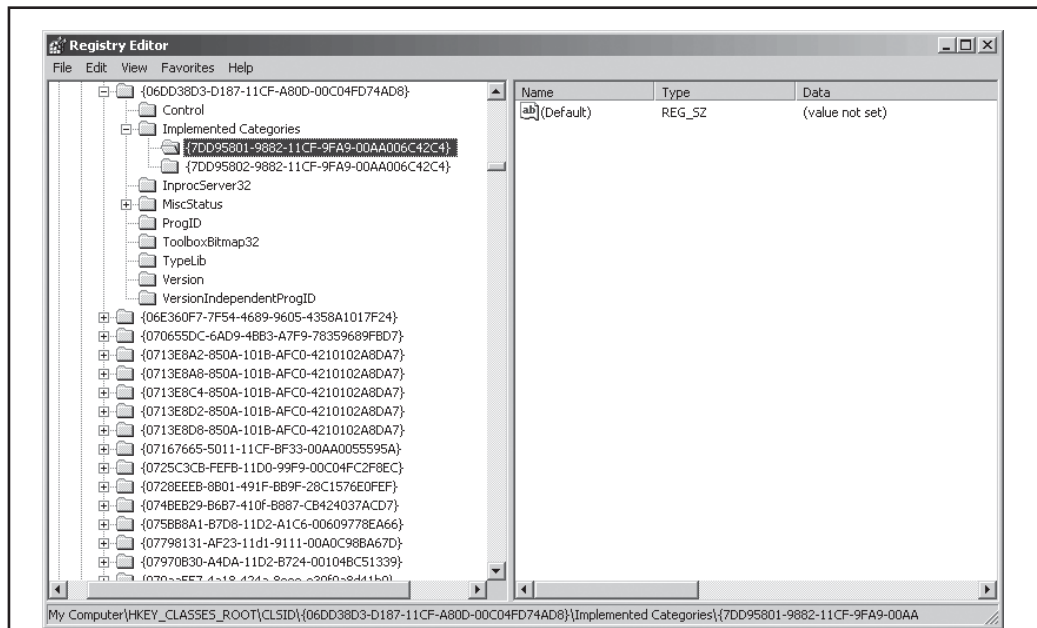 Registry Editor
File Edit View Favorites Help
{06DD38D3-D187-11CF-A80D-00C04FD74AD8}
Control
Implemented Categories
{7DD95801-9882-11CF-9FA9-00AA006C42C4}
{7DD95802-9882-11CF-9FA9-00AA006C42C4}
InprocServer32
MiscStatus
ProgID
ToolboxBitmap32
TypeLib
Version
VersionIndependentProgID
{06E360F7-7F54-4689-9605-4358A1017F24}
{070655DC-6AD9-4BB3-A7F9-78359689FBD7}
{0713E8A2-850A-101B-AFC0-4210102A8DA7}
{0713E8A8-850A-101B-AFC0-4210102A8DA7}
{0713E8C4-850A-101B-AFC0-4210102A8DA7}
{0713E8D2-850A-101B-AFC0-4210102A8DA7}
{0713E8D8-850A-101B-AFC0-4210102A8DA7}
{07167665-5011-11CF-BF33-00AA0055595A}
{0725C3CB-FEFB-11D0-99F9-00C04FC2F8EC}
{0728EEEB-8B01-491F-BB9F-28C1576E0FEF}
{074BEB29-B6B7-410f-B887-CB424037ACD7}
{075BB8A1-B7D8-11D2-A1C6-00609778EA66}
{07798131-AF23-11d1-9111-00A0C98BA67D}
{07970B30-A4DA-11D2-B724-00104BC51339}
Name Type Data
ab (Default) REG_SZ (value not set)
My Computer\HKEY_CLASSES_ROOT\CLSID\{06DD38D3-D187-11CF-A80D-00C04FD74AD8}\Implemented Categories\{7DD95801-9882-11CF-9FA9-00AA